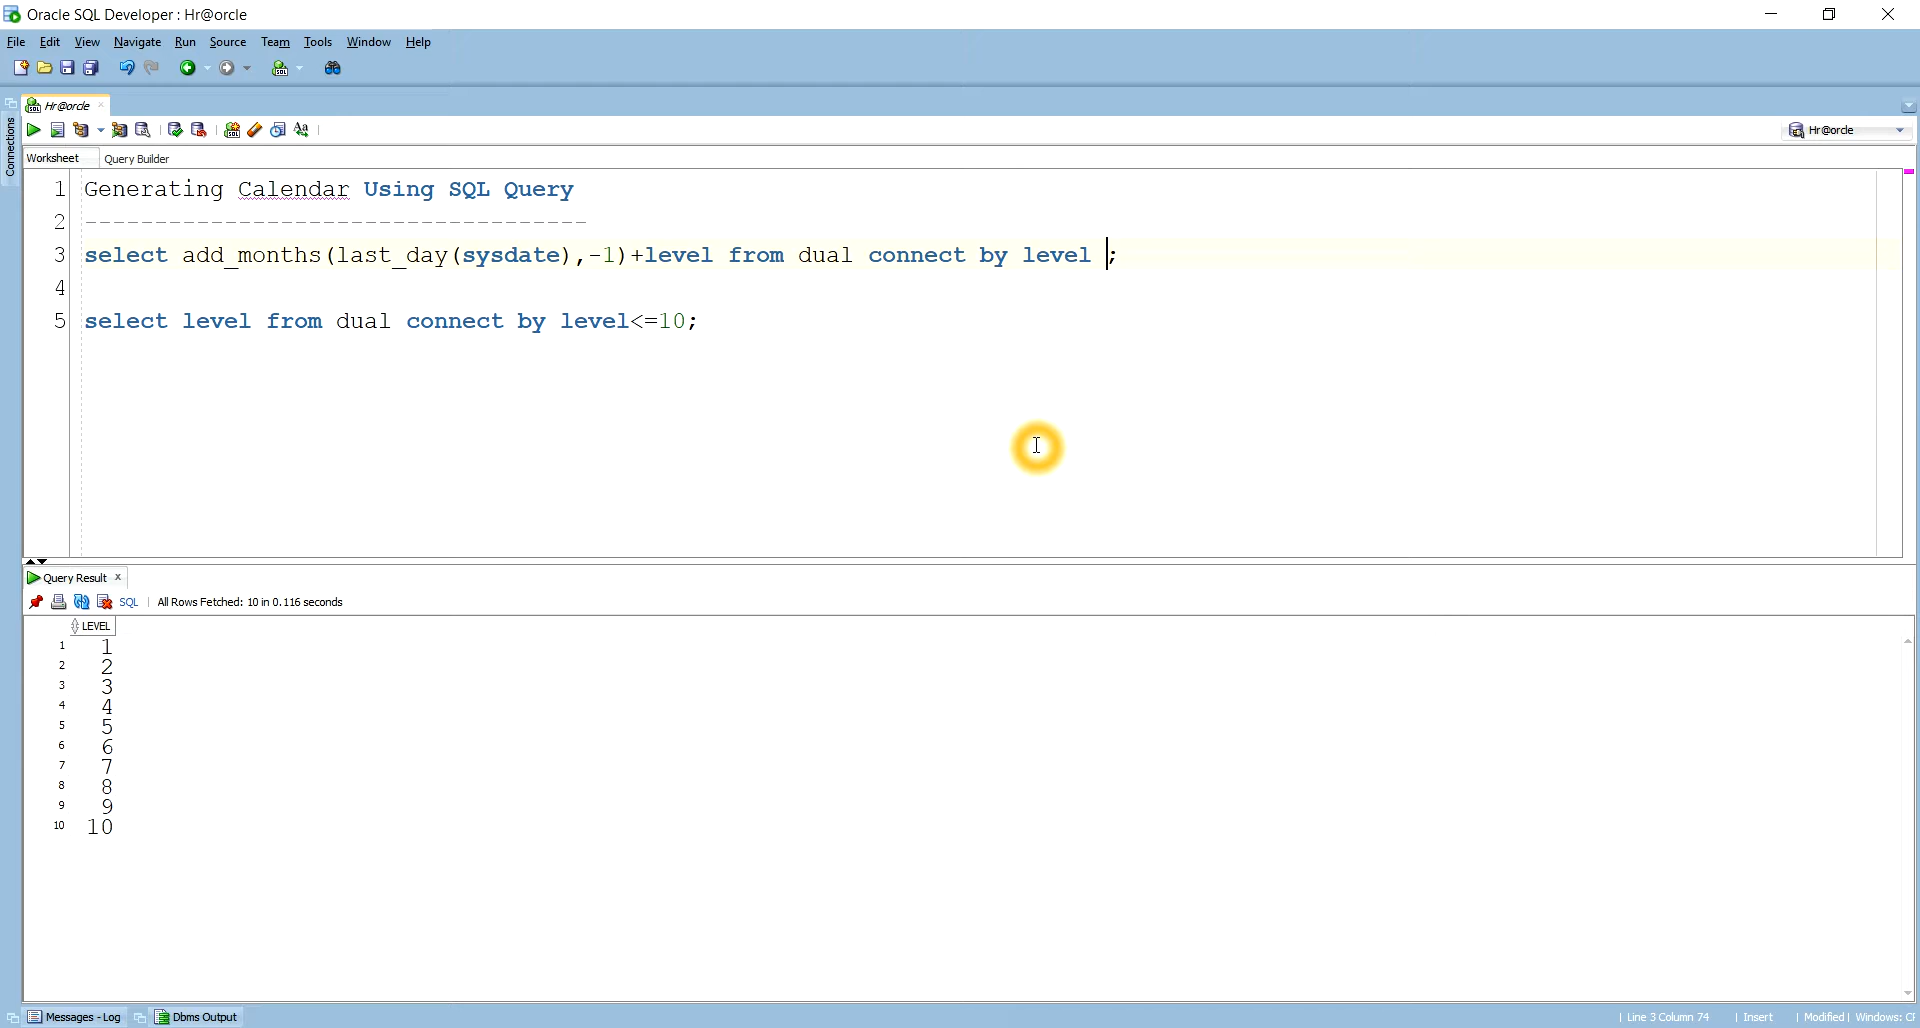 Oracle SQL Developer : Hr@orcle
File Edit View Navigate Run Source Team Tools Window Help
Hr@orcle
Connections
Hr@orcle
Worksheet Query Builder
1 Generating Calendar Using SQL Query
2 ------------------------------------
3 select add_months(last_day(sysdate),-1)+level from dual connect by level ;
4
5 select level from dual connect by level<=10;
Query Result x
SQL | All Rows Fetched: 10 in 0.116 seconds
LEVEL
1 1
2 2
3 3
4 4
5 5
6 6
7 7
8 8
9 9
10 10
Messages - Log Dbms Output
Line 3 Column 74 | Insert | Modified | Windows: CF